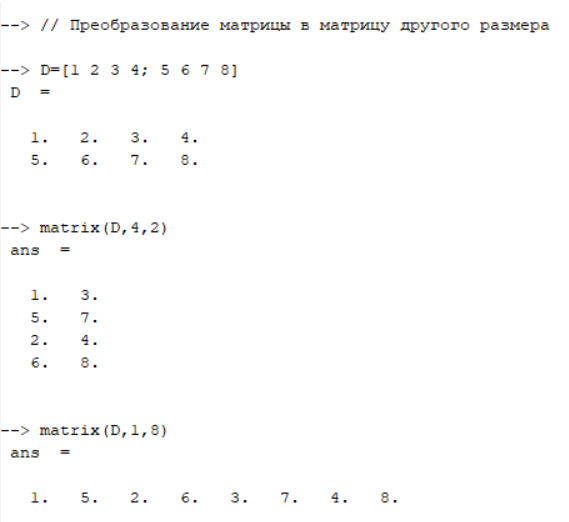 --> // Преобразование матрицы в матрицу другого размера
--> D=[1 2 3 4; 5 6 7 8]
D  =
1.   2.   3.   4.
5.   6.   7.   8.
--> matrix(D,4,2)
ans  =
1.   3.
5.   7.
2.   4.
6.   8.
--> matrix(D,1,8)
ans  =
1.   5.   2.   6.   3.   7.   4.   8.